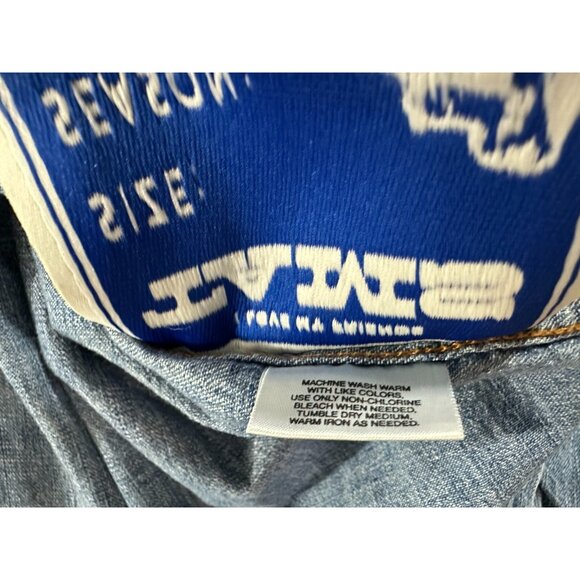 SEASON:
SIZE:
MACHINE WASH WARM
WITH LIKE COLORS,
USE ONLY NON-CHLORINE
BLEACH WHEN NEEDED.
TUMBLE DRY MEDIUM,
WARM IRON AS NEEDED.